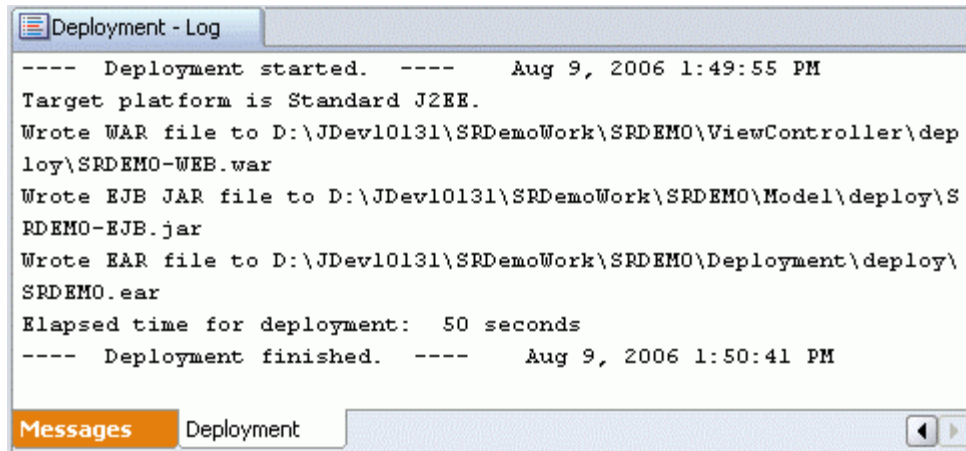 Deployment - Log
---- Deployment started. ---- Aug 9, 2006 1:49:55 PM
Target platform is Standard J2EE.
Wrote WAR file to D:\JDev10131\SRDemoWork\SRDEMO\ViewController\dep
loy\SRDEMO-WEB.war
Wrote EJB JAR file to D:\JDev10131\SRDemoWork\SRDEMO\Model\deploy\S
RDEMO-EJB.jar
Wrote EAR file to D:\JDev10131\SRDemoWork\SRDEMO\Deployment\deploy\
SRDEMO.ear
Elapsed time for deployment: 50 seconds
---- Deployment finished. ---- Aug 9, 2006 1:50:41 PM
Messages Deployment